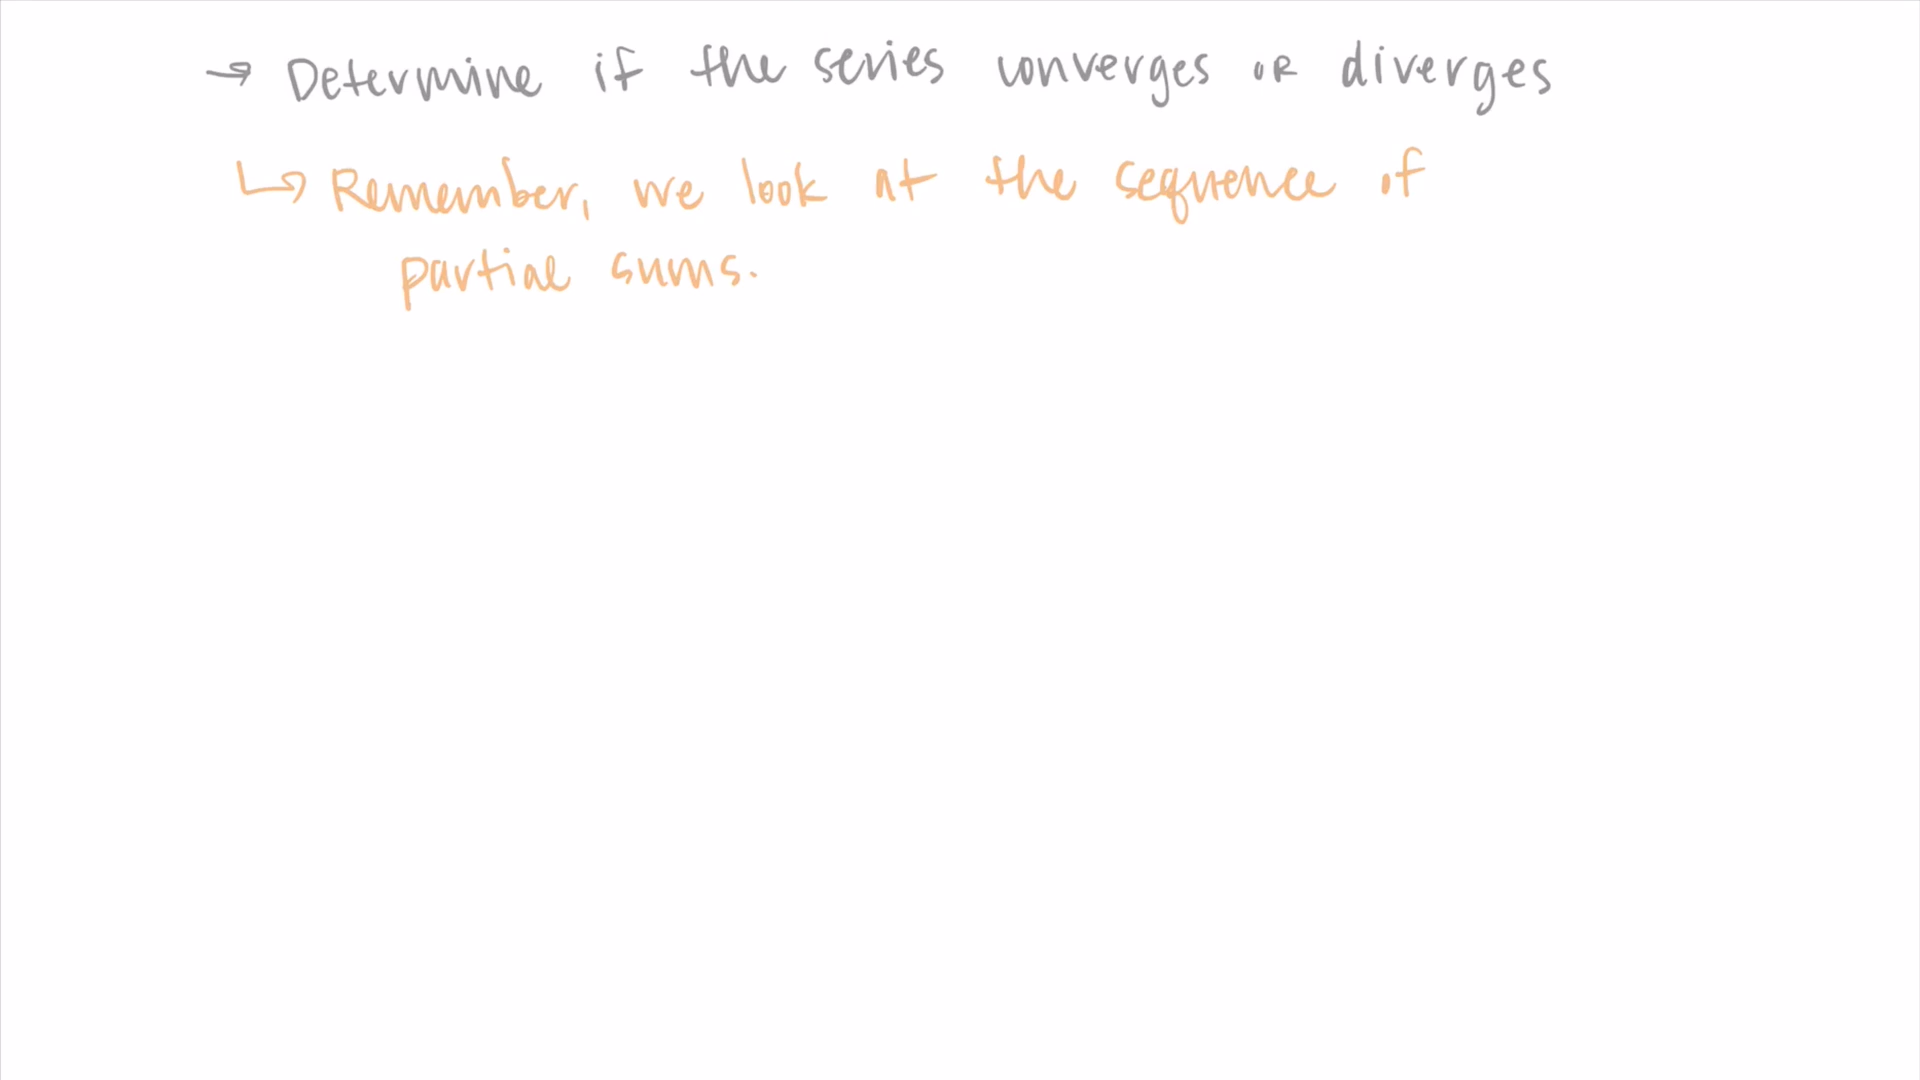 → Determine if the series converges OR diverges
↳ Remember, we look at the sequence of
partial sums.